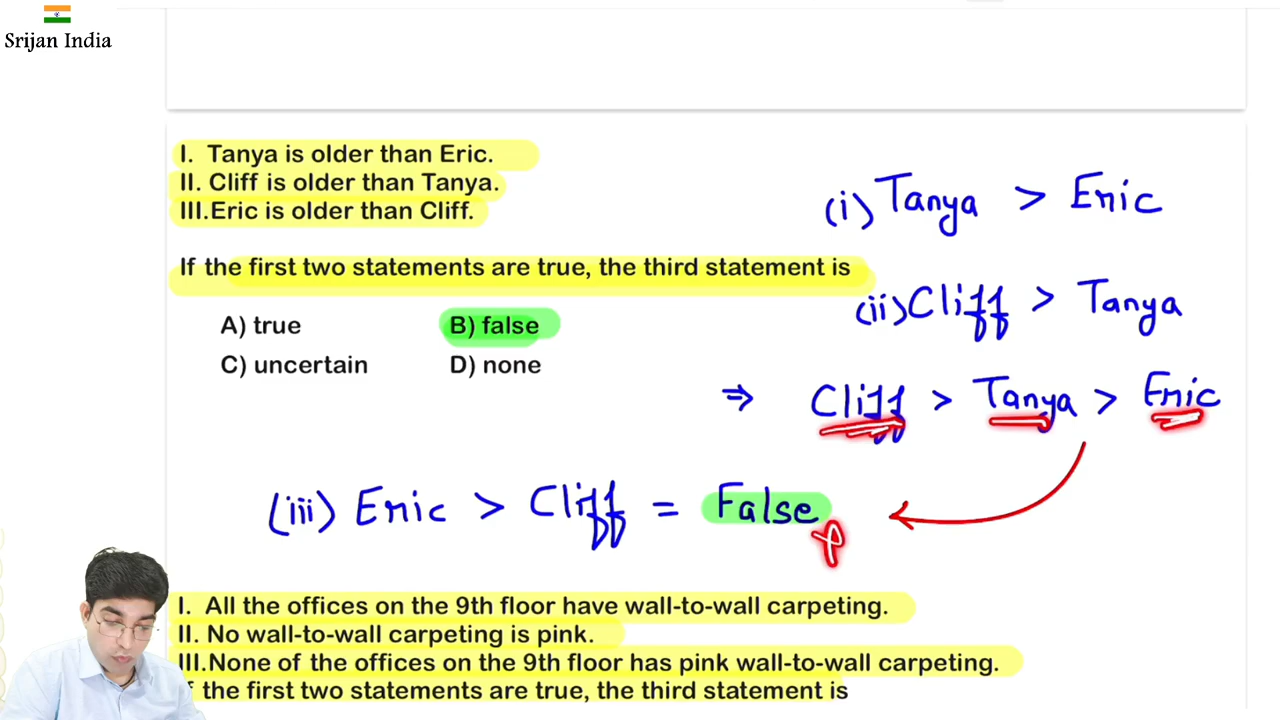 Srijan India
I. Tanya is older than Eric.
II. Cliff is older than Tanya.
III.Eric is older than Cliff.
If the first two statements are true, the third statement is
A) true
B) false
C) uncertain
D) none
(i) Tanya > Eric
(ii) Cliff > Tanya
⇒ Cliff > Tanya > Eric
(iii) Eric > Cliff = False
I. All the offices on the 9th floor have wall-to-wall carpeting.
II. No wall-to-wall carpeting is pink.
III.None of the offices on the 9th floor has pink wall-to-wall carpeting.
the first two statements are true, the third statement is